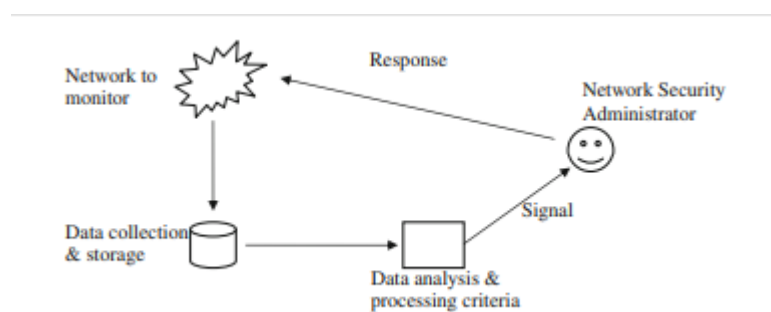 Response
Network to
monitor
Network Security
Administrator
Signal
Data collection
& storage
Data analysis &
processing criteria